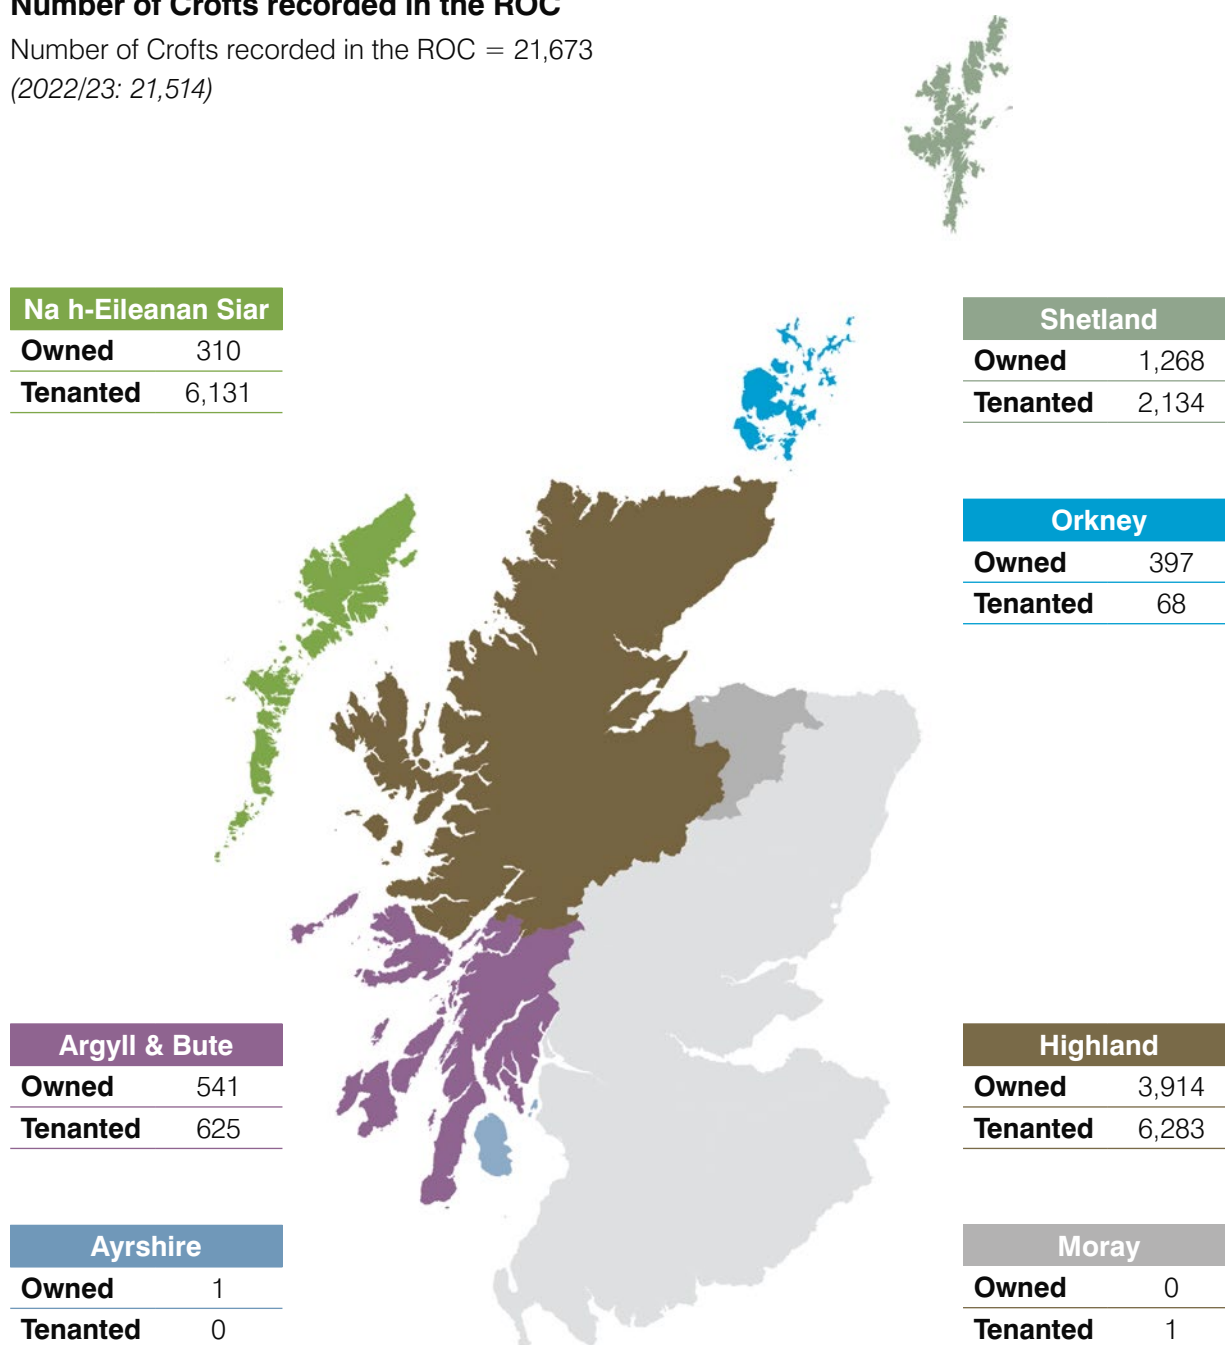 Number of Crofts recorded in the ROC
Number of Crofts recorded in the ROC = 21,673
(2022/23: 21,514)
Na h-Eileanan Siar
Owned 310
Tenanted 6,131
Shetland
Owned 1,268
Tenanted 2,134
Orkney
Owned 397
Tenanted 68
Argyll & Bute
Owned 541
Tenanted 625
Highland
Owned 3,914
Tenanted 6,283
Ayrshire
Owned 1
Tenanted 0
Moray
Owned 0
Tenanted 1